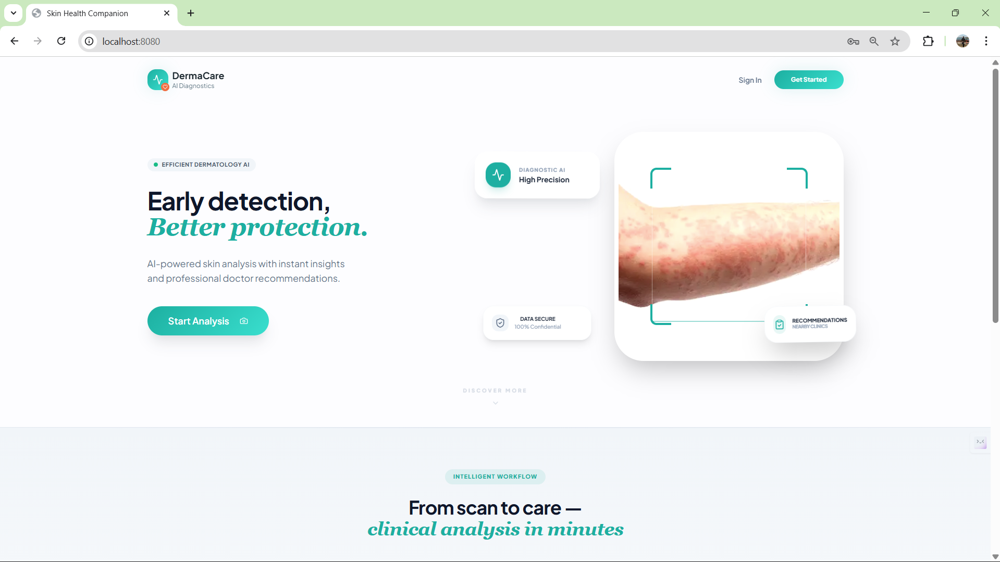 Skin Health Companion
localhost:8080
DermaCare
AI Diagnostics
Sign In
Get Started
EFFICIENT DERMATOLOGY AI
Early detection,
Better protection.
AI-powered skin analysis with instant insights
and professional doctor recommendations.
Start Analysis
DIAGNOSTIC AI
High Precision
DATA SECURE
100% Confidential
RECOMMENDATIONS
NEARBY CLINICS
DISCOVER MORE
INTELLIGENT WORKFLOW
From scan to care —
clinical analysis in minutes